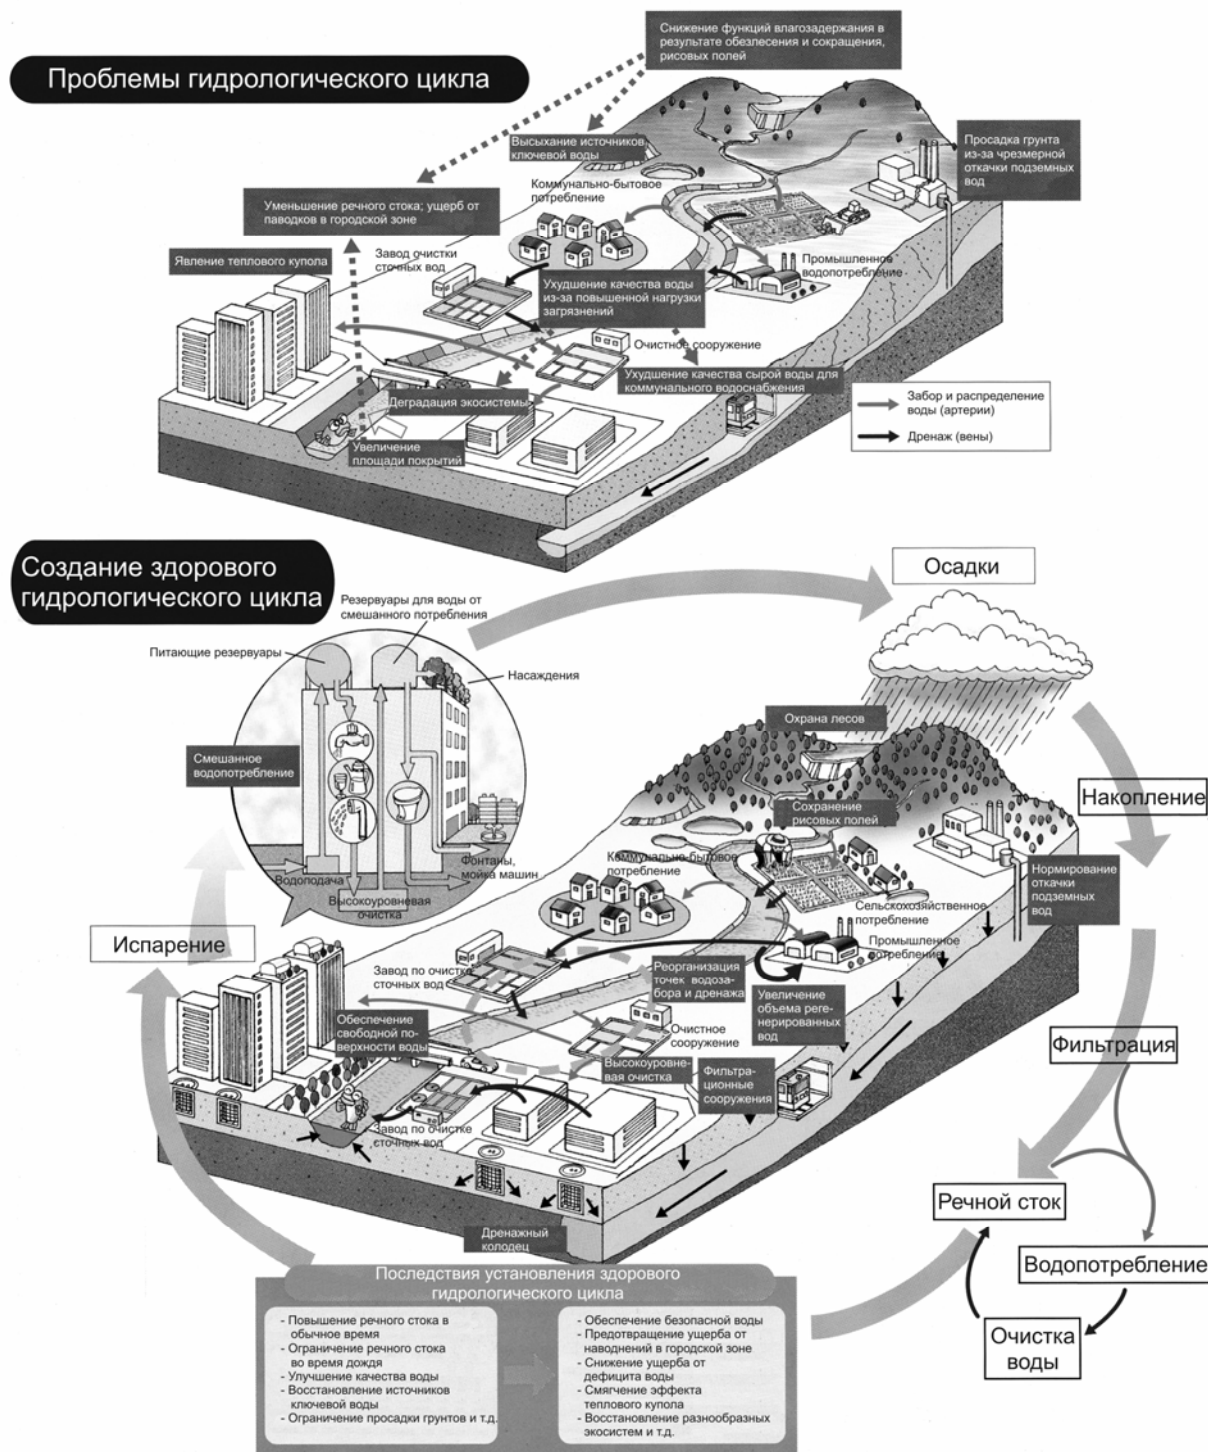 Снижение функций влагозадержания в
результате обезлесения и сокращения,
рисовых полей
Проблемы гидрологического цикла
Высыхание источников
ключевой воды
Просадка грунта
из-за чрезмерной
откачки подземных
вод
Коммунально-бытовое
потребление
Уменьшение речного стока; ущерб от
паводков в городской зоне
Завод очистки
сточных вод
Явление теплового купола
Промышленное
водопотребление
Ухудшение качества воды
из-за повышенной нагрузки
загрязнений
Очистное сооружение
Ухудшение качества сырой воды для
коммунального водоснабжения
Деградация экосистемы
Увеличение
площади покрытий
Забор и распределение
воды (артерии)
Дренаж (вены)
Создание здорового
гидрологического цикла
Осадки
Резервуары для воды от
смешанного потребления
Питающие резервуары
Насаждения
Охрана лесов
Смешанное
водопотребление
Накопление
Сохранение
рисовых полей
Коммунально-бытовое
потребление
Фонтаны,
мойка машин
Водоподача
Высокоуровневая
очистка
Нормирование
откачки
подземных
вод
Сельскохозяйственное
потребление
Испарение
Промышленное
потребление
Завод по очистке
сточных вод
Реорганизация
точек водоза-
бора и дренажа
Увеличение
объема реге-
нерированных
вод
Обеспечение
свободной по-
верхности воды
Очистное
сооружение
Фильтрация
Высокоуровне-
вая очистка
Фильтра-
ционные
сооружения
Завод по очистке
сточных вод
Речной сток
Дренажный
колодец
Водопотребление
Очистка
воды
Последствия установления здорового
гидрологического цикла
- Повышение речного стока в
обычное время
- Ограничение речного стока
во время дождя
- Улучшение качества воды
- Восстановление источников
ключевой воды
- Ограничение просадки грунтов и т.д.
- Обеспечение безопасной воды
- Предотвращение ущерба от
наводнений в городской зоне
- Снижение ущерба от
дефицита воды
- Смягчение эффекта
теплового купола
- Восстановление разнообразных
экосистем и т.д.